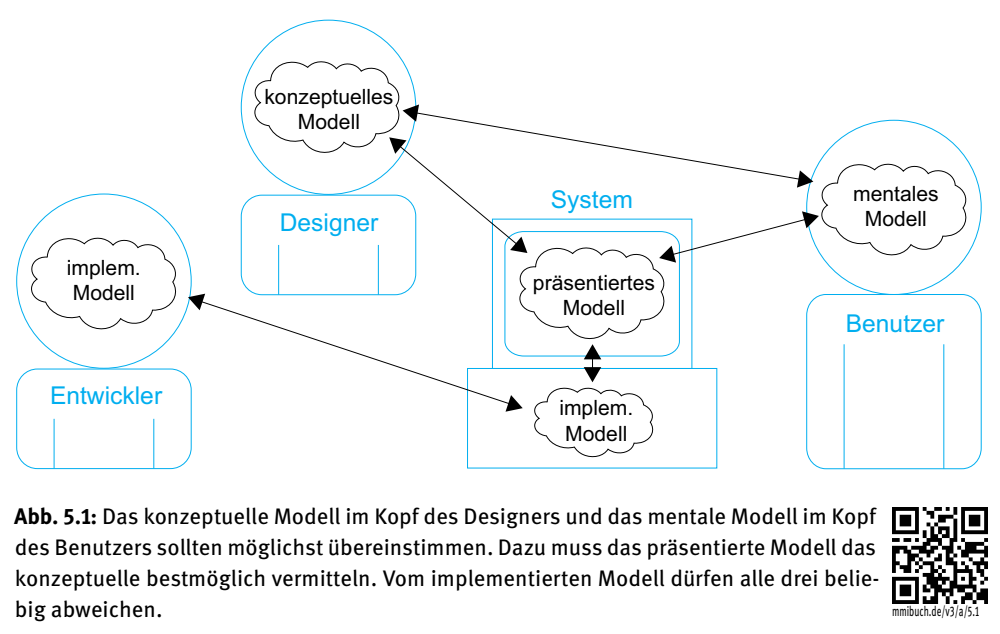 konzeptuelles
Modell
Designer
implem.
Modell
Entwickler
System
präsentiertes
Modell
implem.
Modell
mentales
Modell
Benutzer
Abb. 5.1: Das konzeptuelle Modell im Kopf des Designers und das mentale Modell im Kopf
des Benutzers sollten möglichst übereinstimmen. Dazu muss das präsentierte Modell das
konzeptuelle bestmöglich vermitteln. Vom implementierten Modell dürfen alle drei belie-
big abweichen.
mmibuch.de/v3/a/5.1